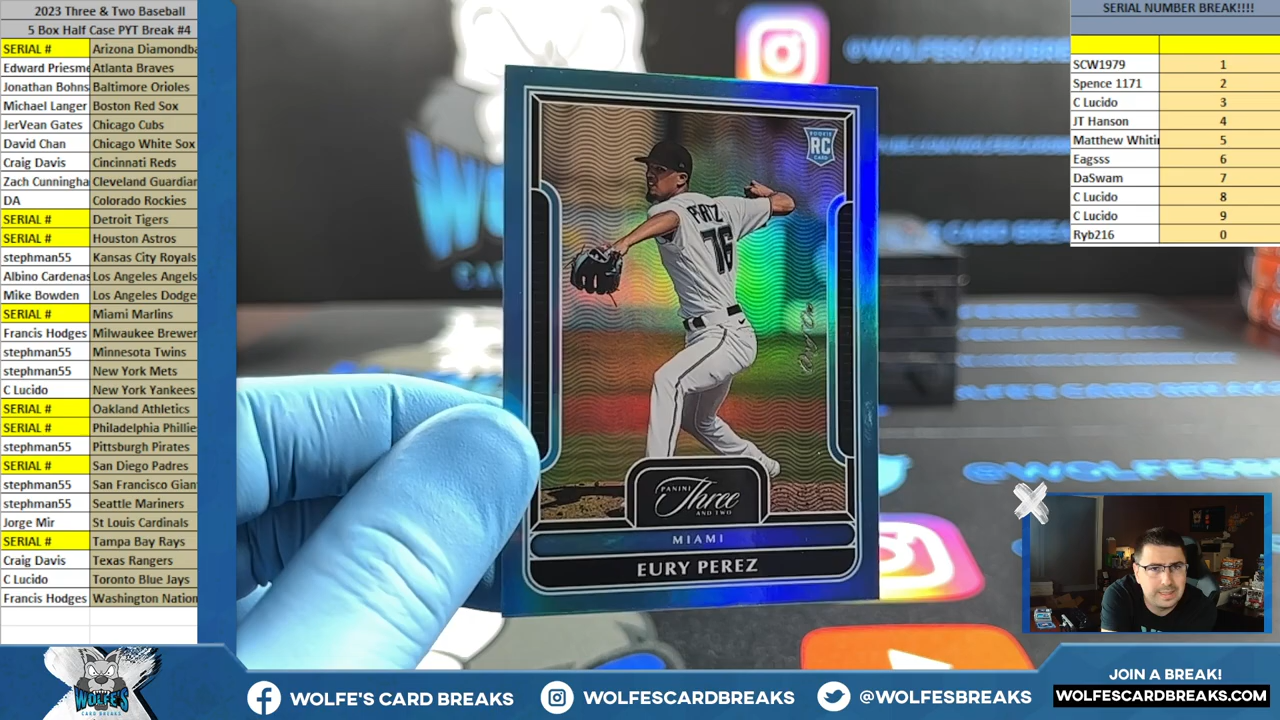 2023 Three & Two Baseball
5 Box Half Case PYT Break #4
SERIAL # Arizona Diamondba
Edward Priesme Atlanta Braves
Jonathan Bohns Baltimore Orioles
Michael Langer Boston Red Sox
JerVean Gates Chicago Cubs
David Chan Chicago White Sox
Craig Davis Cincinnati Reds
Zach Cunningha Cleveland Guardian
DA Colorado Rockies
SERIAL # Detroit Tigers
SERIAL # Houston Astros
stephman55 Kansas City Royals
Albino Cardenas Los Angeles Angels
Mike Bowden Los Angeles Dodge
SERIAL # Miami Marlins
Francis Hodges Milwaukee Brewer
stephman55 Minnesota Twins
stephman55 New York Mets
C Lucido New York Yankees
SERIAL # Oakland Athletics
SERIAL # Philadelphia Phillie
stephman55 Pittsburgh Pirates
SERIAL # San Diego Padres
stephman55 San Francisco Gian
stephman55 Seattle Mariners
Jorge Mir St Louis Cardinals
SERIAL # Tampa Bay Rays
Craig Davis Texas Rangers
C Lucido Toronto Blue Jays
Francis Hodges Washington Nation
ROOKIE
RC
CARD
PEREZ
76
PANINI
Three
AND TWO
MIAMI
EURY PEREZ
SERIAL NUMBER BREAK!!!!
SCW1979 1
Spence 1171 2
C Lucido 3
JT Hanson 4
Matthew Whitin 5
Eagsss 6
DaSwam 7
C Lucido 8
C Lucido 9
Ryb216 0
WOLFE'S
CARD BREAKS
WOLFE'S CARD BREAKS
WOLFESCARDBREAKS
@WOLFESBREAKS
JOIN A BREAK!
WOLFESCARDBREAKS.COM